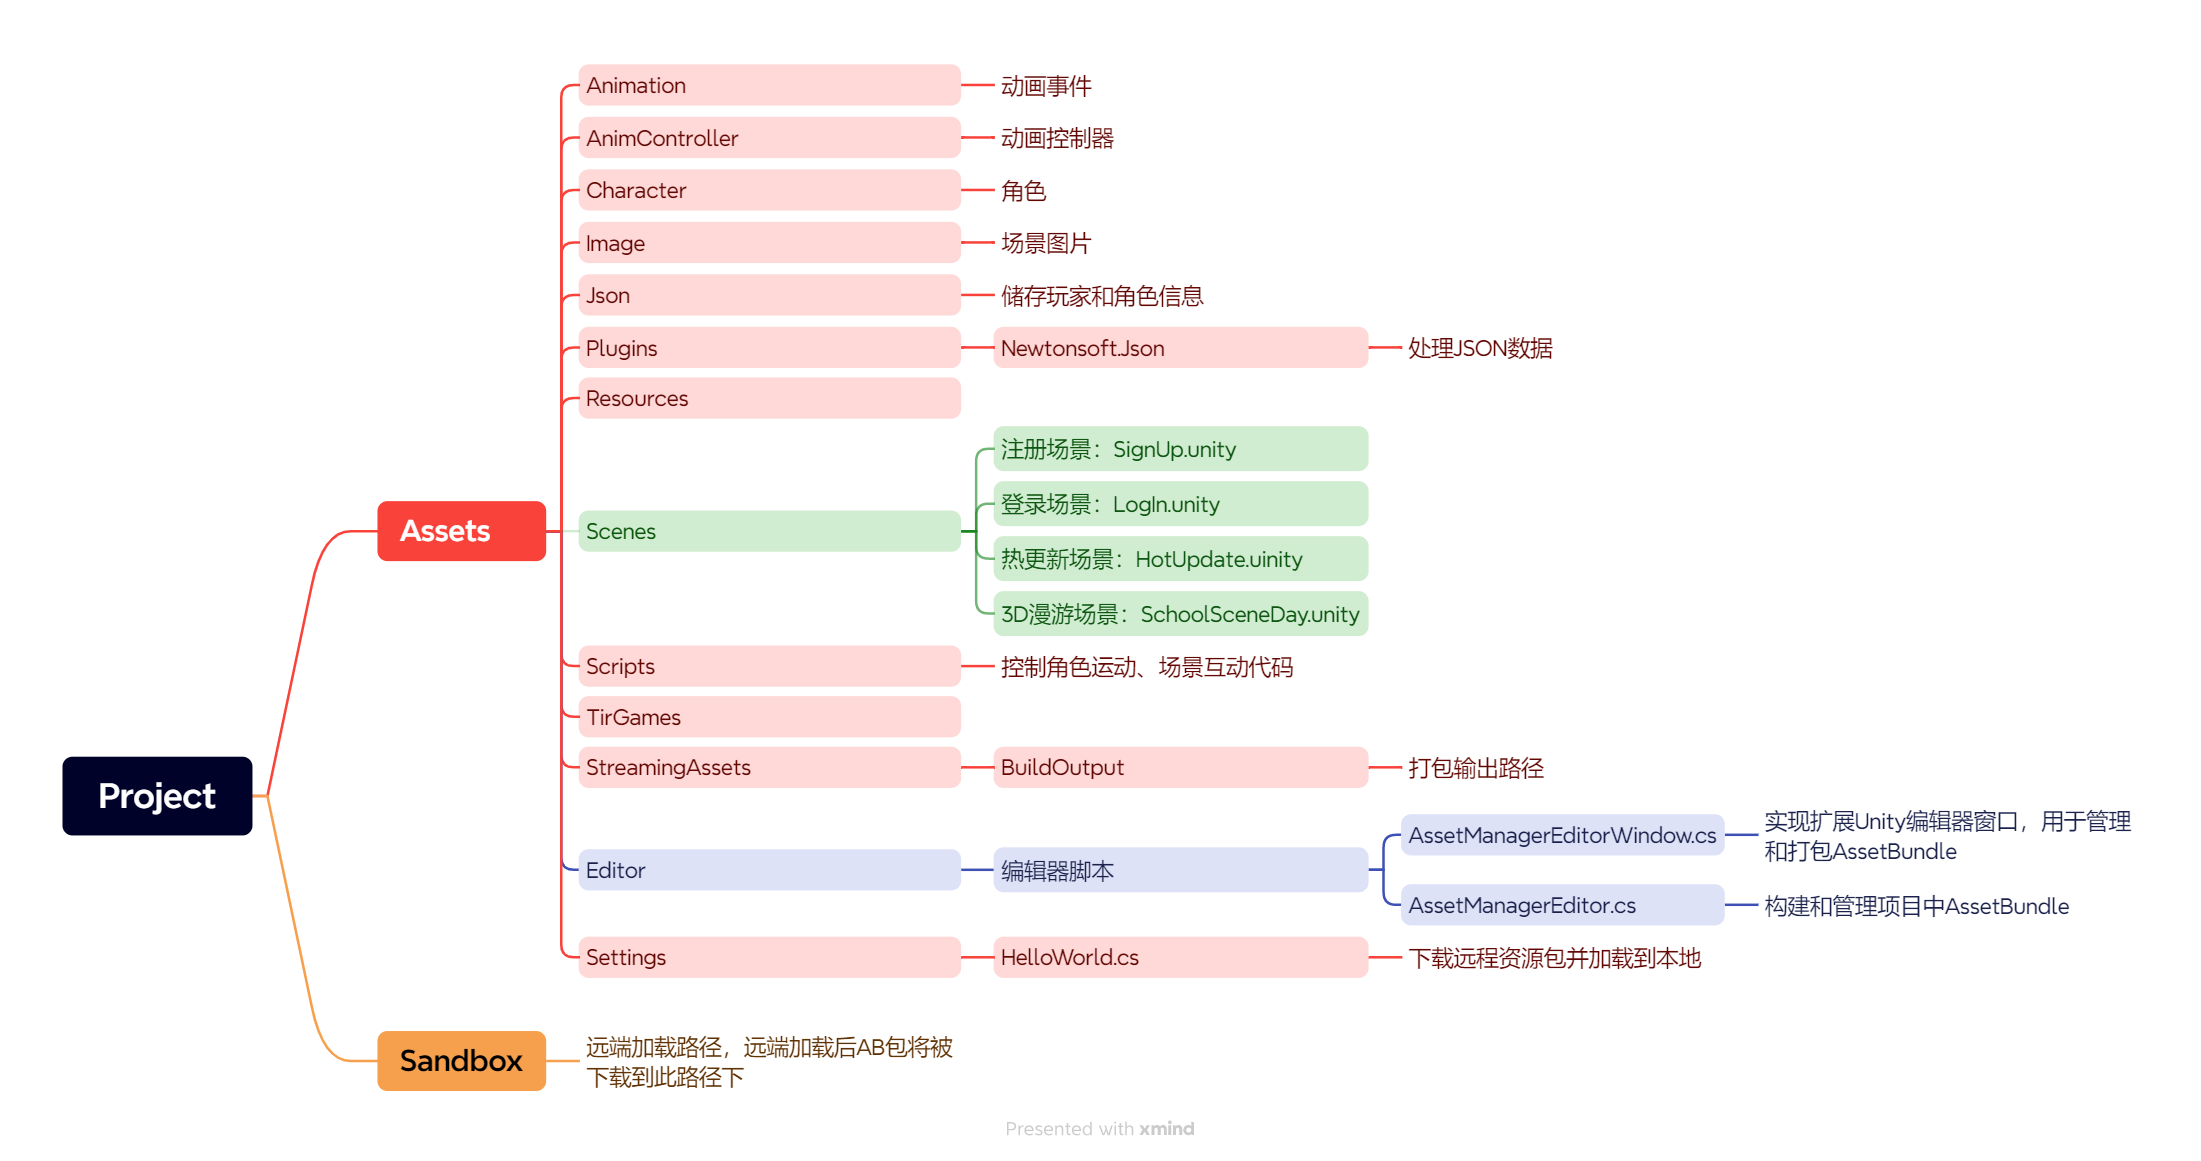 Project
Assets
Animation
动画事件
AnimController
动画控制器
Character
角色
Image
场景图片
Json
储存玩家和角色信息
Plugins
Newtonsoft.Json
处理JSON数据
Resources
Scenes
注册场景：SignUp.unity
登录场景：LogIn.unity
热更新场景：HotUpdate.uinity
3D漫游场景：SchoolSceneDay.unity
Scripts
控制角色运动、场景互动代码
TirGames
StreamingAssets
BuildOutput
打包输出路径
Editor
编辑器脚本
AssetManagerEditorWindow.cs
实现扩展Unity编辑器窗口，用于管理
和打包AssetBundle
AssetManagerEditor.cs
构建和管理项目中AssetBundle
Settings
HelloWorld.cs
下载远程资源包并加载到本地
Sandbox
远端加载路径，远端加载后AB包将被
下载到此路径下
Presented with xmind